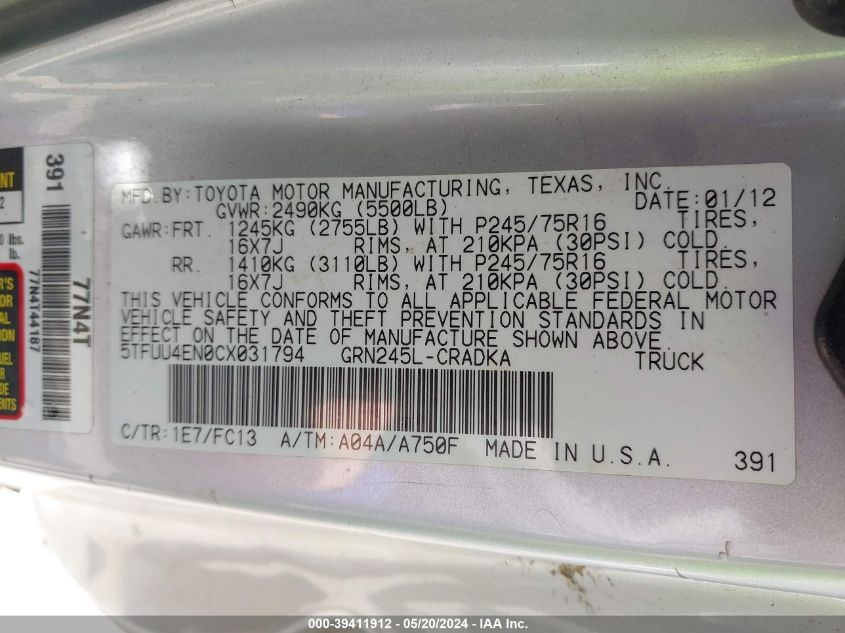 MFD. BY: TOYOTA MOTOR MANUFACTURING, TEXAS, INC. DATE: 01/12
GVWR: 2490KG (5500LB)
GAWR: FRT. 1245KG (2755LB) WITH P245/75R16 TIRES,
16X7J RIMS, AT 210KPA (30PSI) COLD.
RR. 1410KG (3110LB) WITH P245/75R16 TIRES,
16X7J RIMS, AT 210KPA (30PSI) COLD.
THIS VEHICLE CONFORMS TO ALL APPLICABLE FEDERAL MOTOR
VEHICLE SAFETY AND THEFT PREVENTION STANDARDS IN
EFFECT ON THE DATE OF MANUFACTURE SHOWN ABOVE.
5TFUU4EN0CX031794 GRN245L-CRADKA TRUCK
C/TR: 1E7/FC13 A/TM: A04A/A750F MADE IN U.S.A. 391
391
77N4744187
77N4T
lbs.
lb.
000-39411912 - 05/20/2024 - IAA Inc.